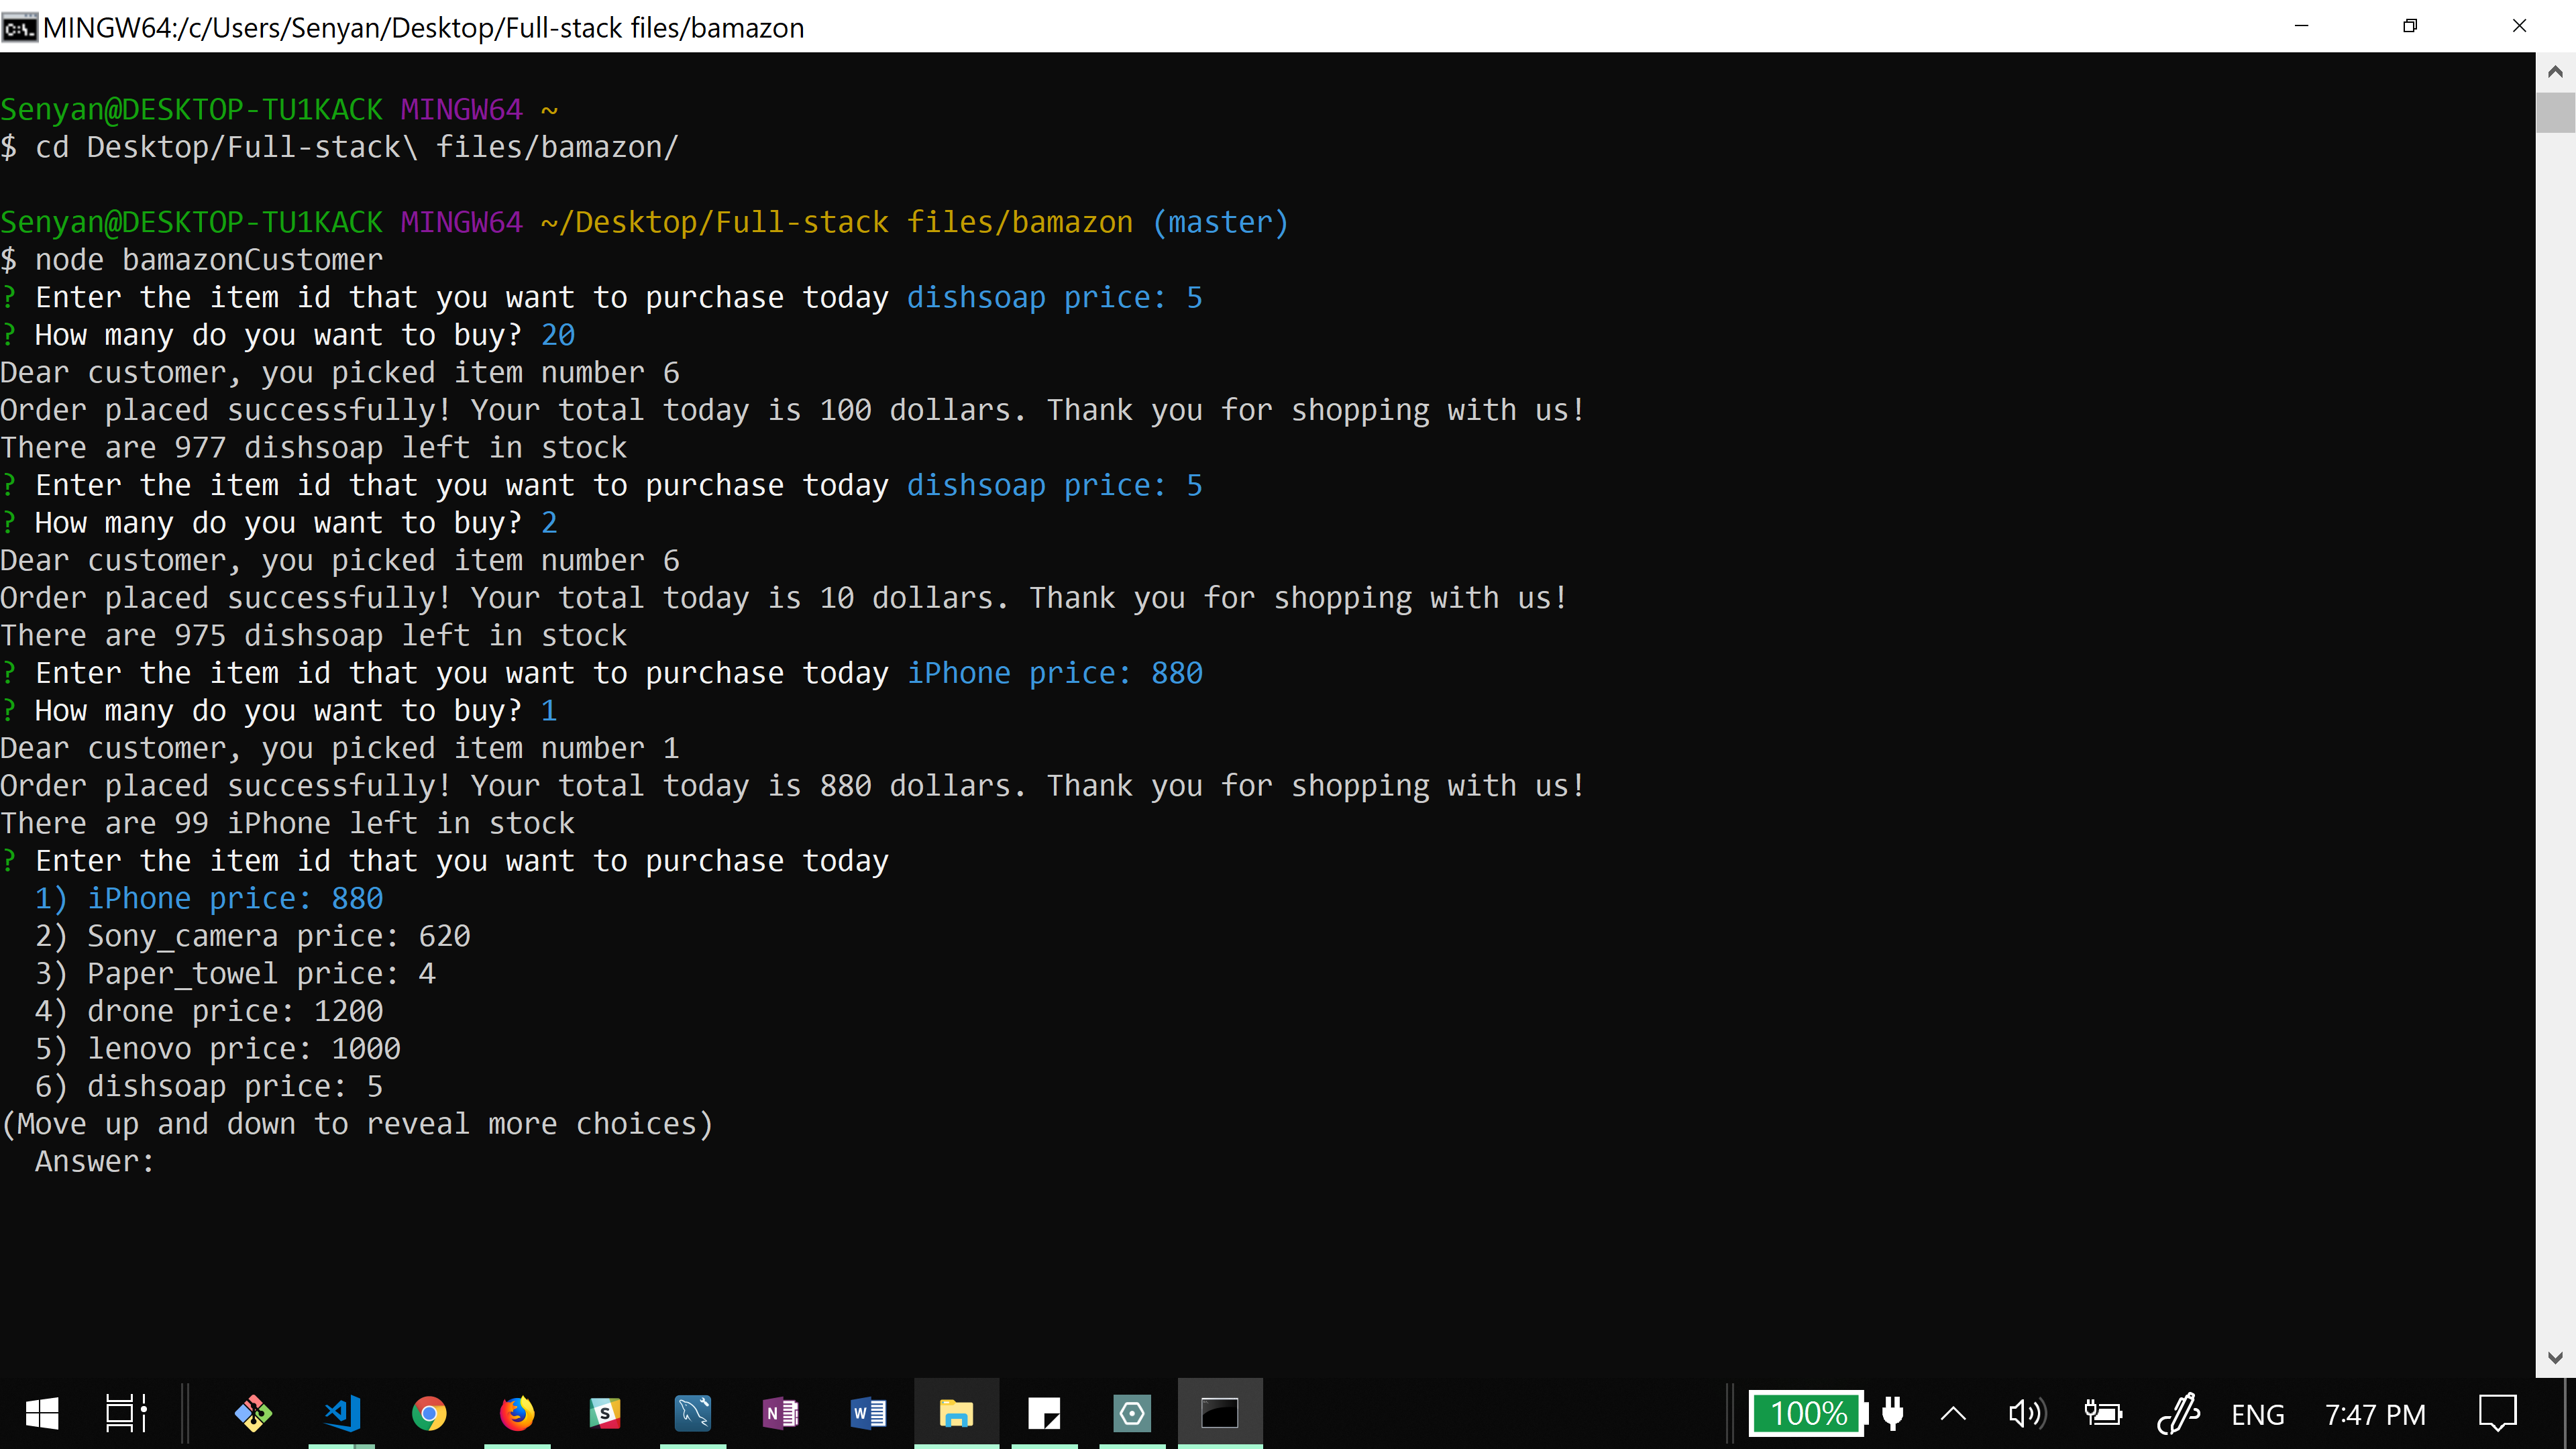 MINGW64:/c/Users/Senyan/Desktop/Full-stack files/bamazon
Senyan@DESKTOP-TU1KACK MINGW64 ~
$ cd Desktop/Full-stack\ files/bamazon/
Senyan@DESKTOP-TU1KACK MINGW64 ~/Desktop/Full-stack files/bamazon (master)
$ node bamazonCustomer
? Enter the item id that you want to purchase today dishsoap price: 5
? How many do you want to buy? 20
Dear customer, you picked item number 6
Order placed successfully! Your total today is 100 dollars. Thank you for shopping with us!
There are 977 dishsoap left in stock
? Enter the item id that you want to purchase today dishsoap price: 5
? How many do you want to buy? 2
Dear customer, you picked item number 6
Order placed successfully! Your total today is 10 dollars. Thank you for shopping with us!
There are 975 dishsoap left in stock
? Enter the item id that you want to purchase today iPhone price: 880
? How many do you want to buy? 1
Dear customer, you picked item number 1
Order placed successfully! Your total today is 880 dollars. Thank you for shopping with us!
There are 99 iPhone left in stock
? Enter the item id that you want to purchase today
1) iPhone price: 880
2) Sony_camera price: 620
3) Paper_towel price: 4
4) drone price: 1200
5) lenovo price: 1000
6) dishsoap price: 5
(Move up and down to reveal more choices)
Answer:
100% ENG 7:47 PM